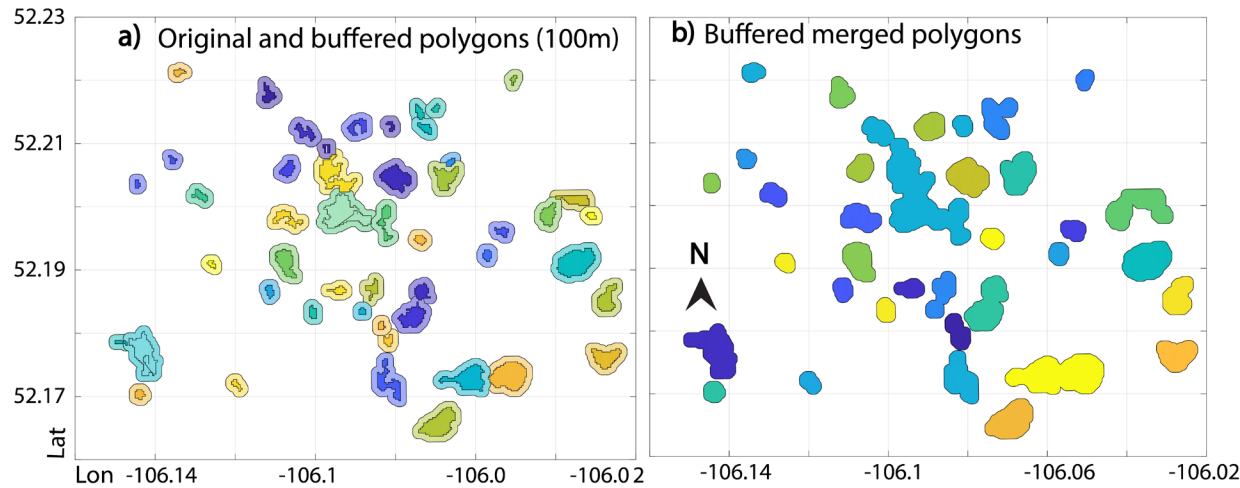 52.23
a) Original and buffered polygons (100m)
b) Buffered merged polygons
52.21
52.19
N
52.17
Lat
Lon -106.14 -106.1 -106.0 -106.02
-106.14 -106.1 -106.06 -106.02